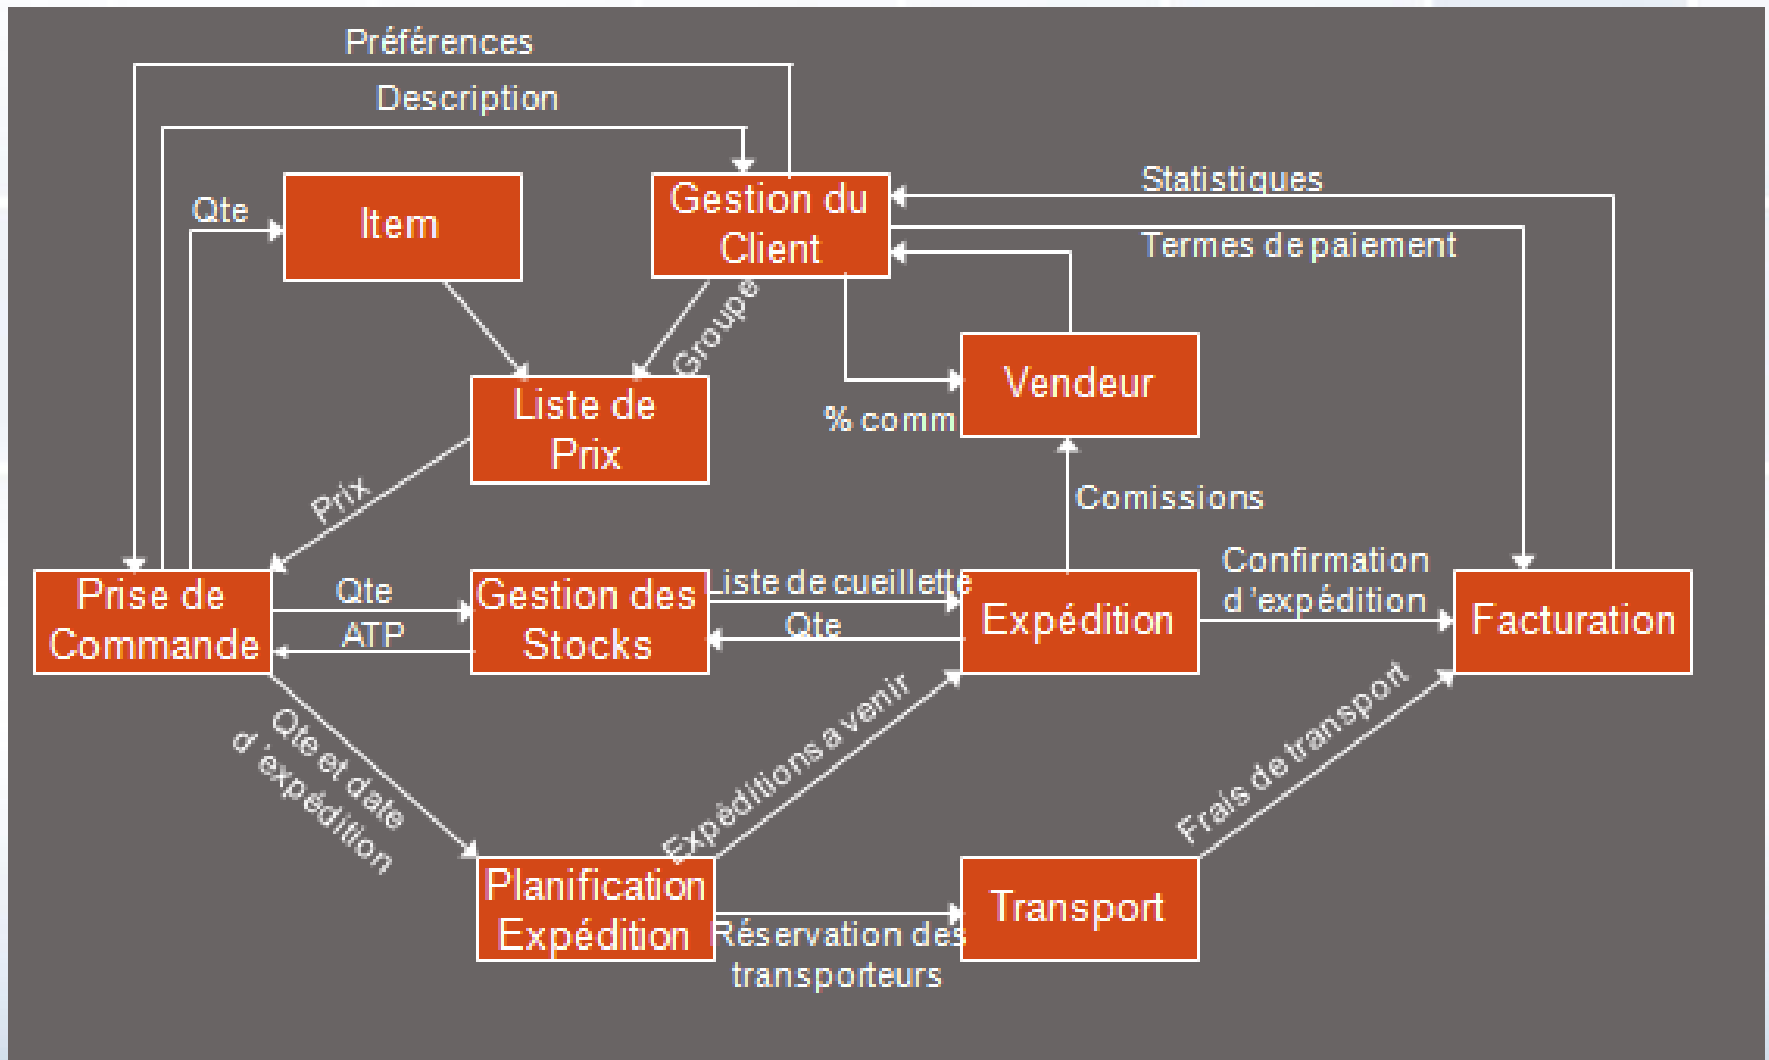 Préférences
Description
Qte
Item
Gestion du
Client
Statistiques
Termes de paiement
Groupe
Liste de
Prix
Vendeur
% comm
Prix
Comissions
Prise de
Commande
Qte
ATP
Gestion des
Stocks
Liste de cueillette
Qte
Expédition
Confirmation
d ’expédition
Facturation
Qte et date
d ’expédition
Expéditions a venir
Frais de transport
Planification
Expédition
Réservation des
transporteurs
Transport